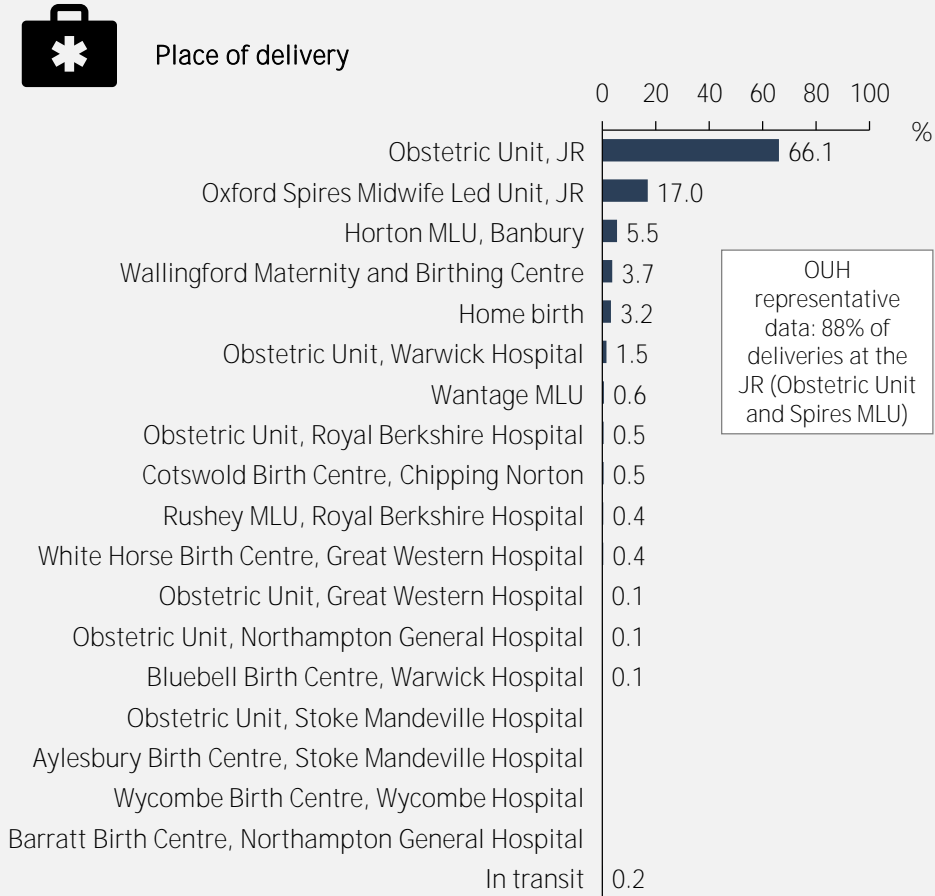 Place of delivery
0 20 40 60 80 100
%
Obstetric Unit, JR 66.1
Oxford Spires Midwife Led Unit, JR 17.0
Horton MLU, Banbury 5.5
Wallingford Maternity and Birthing Centre 3.7
Home birth 3.2
Obstetric Unit, Warwick Hospital 1.5
Wantage MLU 0.6
Obstetric Unit, Royal Berkshire Hospital 0.5
Cotswold Birth Centre, Chipping Norton 0.5
Rushey MLU, Royal Berkshire Hospital 0.4
White Horse Birth Centre, Great Western Hospital 0.4
Obstetric Unit, Great Western Hospital 0.1
Obstetric Unit, Northampton General Hospital 0.1
Bluebell Birth Centre, Warwick Hospital 0.1
Obstetric Unit, Stoke Mandeville Hospital
Aylesbury Birth Centre, Stoke Mandeville Hospital
Wycombe Birth Centre, Wycombe Hospital
Barratt Birth Centre, Northampton General Hospital
In transit 0.2
OUH
representative
data: 88% of
deliveries at the
JR (Obstetric Unit
and Spires MLU)